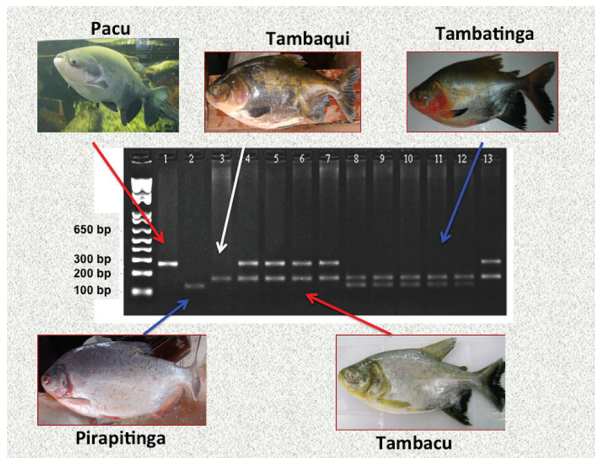 Pacu
Tambaqui
Tambatinga
1 2 3 4 5 6 7 8 9 10 11 12 13
650 bp
300 bp
200 bp
100 bp
Pirapitinga
Tambacu